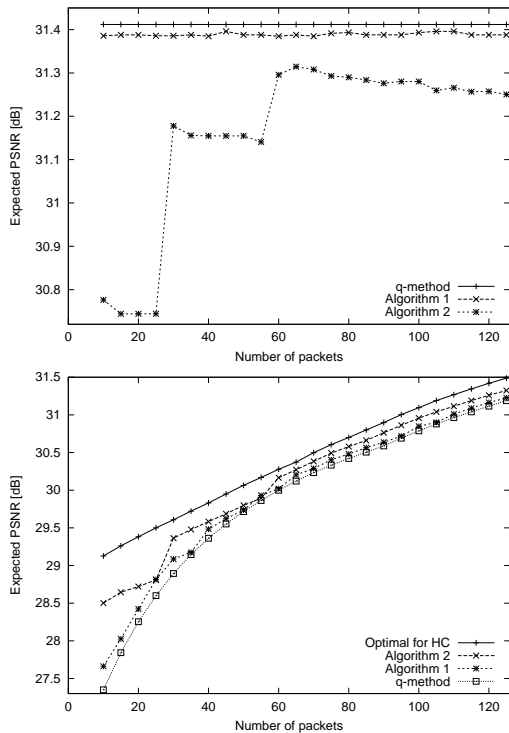 31.4
31.3
31.2
31.1
31
30.9
30.8
Expected PSNR [dB]
q-method
Algorithm 1
Algorithm 2
0 20 40 60 80 100 120
Number of packets
31.5
31
30.5
30
29.5
29
28.5
28
27.5
Expected PSNR [dB]
Optimal for HC
Algorithm 2
Algorithm 1
q-method
0 20 40 60 80 100 120
Number of packets